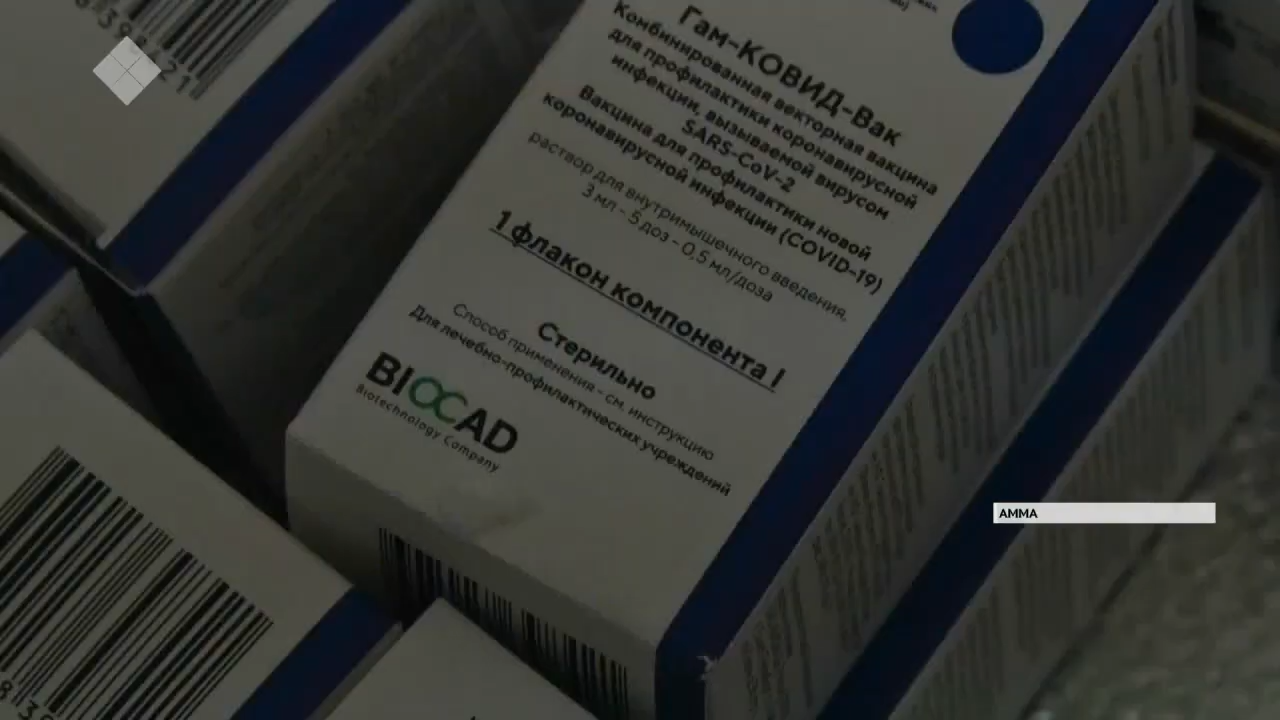 Гам-КОВИД-Вак
Комбинированная векторная вакцина
для профилактики коронавирусной
инфекции, вызываемой вирусом
SARS-CoV-2
Вакцина для профилактики новой
коронавирусной инфекции (COVID-19)
раствор для внутримышечного введения,
3 мл - 5 доз - 0,5 мл/доза
1 флакон компонента I
Стерильно
Способ применения - см. инструкцию
Для лечебно-профилактических учреждений
BIOCAD
Biotechnology Company
АММА